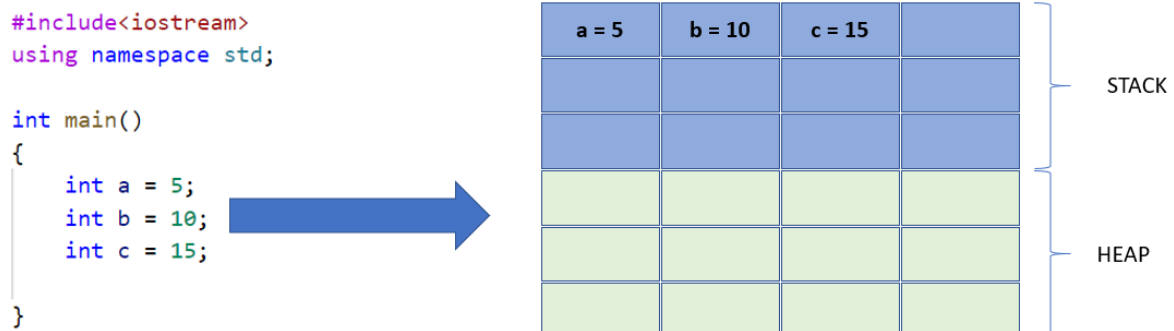 #include<iostream>
using namespace std;
int main()
{
int a = 5;
int b = 10;
int c = 15;
}
a = 5 b = 10 c = 15
STACK
HEAP